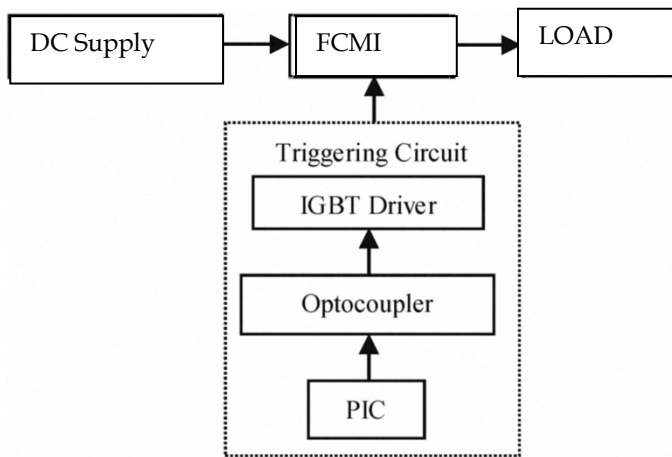 DC Supply
FCMI
LOAD
Triggering Circuit
IGBT Driver
Optocoupler
PIC